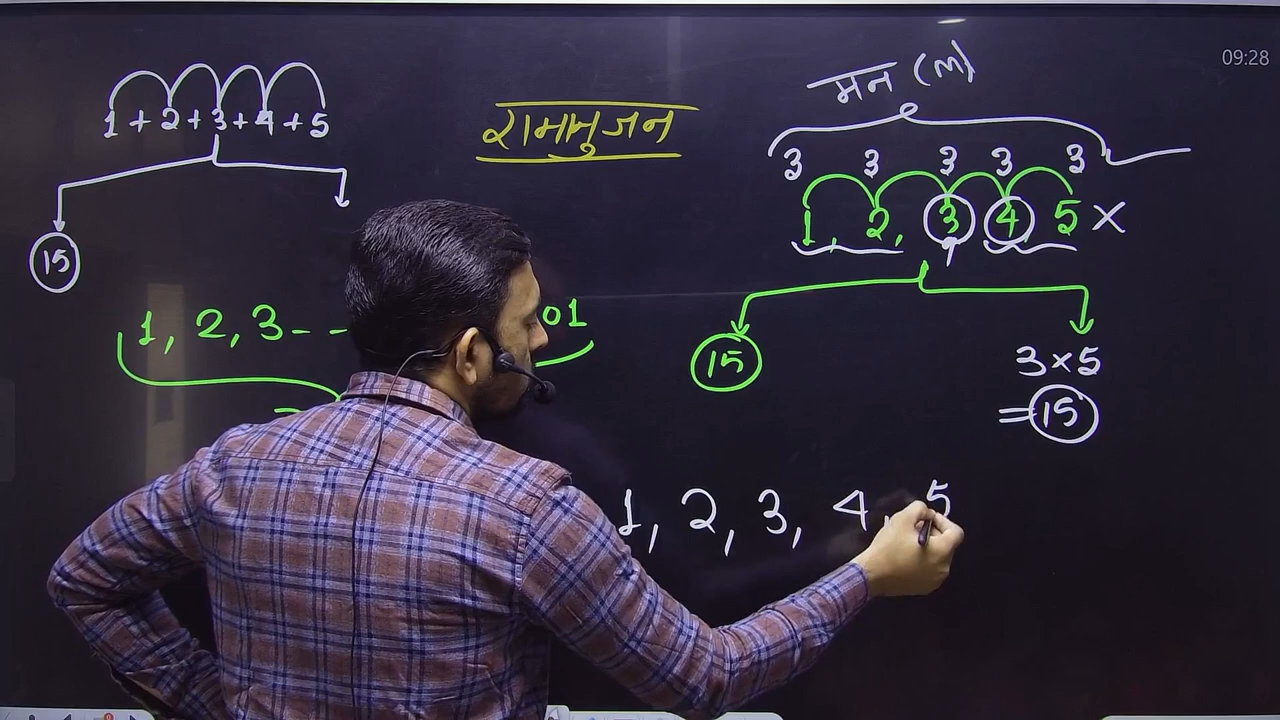 09:28
मन (m)
1 + 2 + 3 + 4 + 5
रामानुजन
3 3 3 3 3
1, 2, 3 4, 5 ×
15
1, 2, 3 - - 01
15
3 × 5
= 15
1, 2, 3, 4, 5